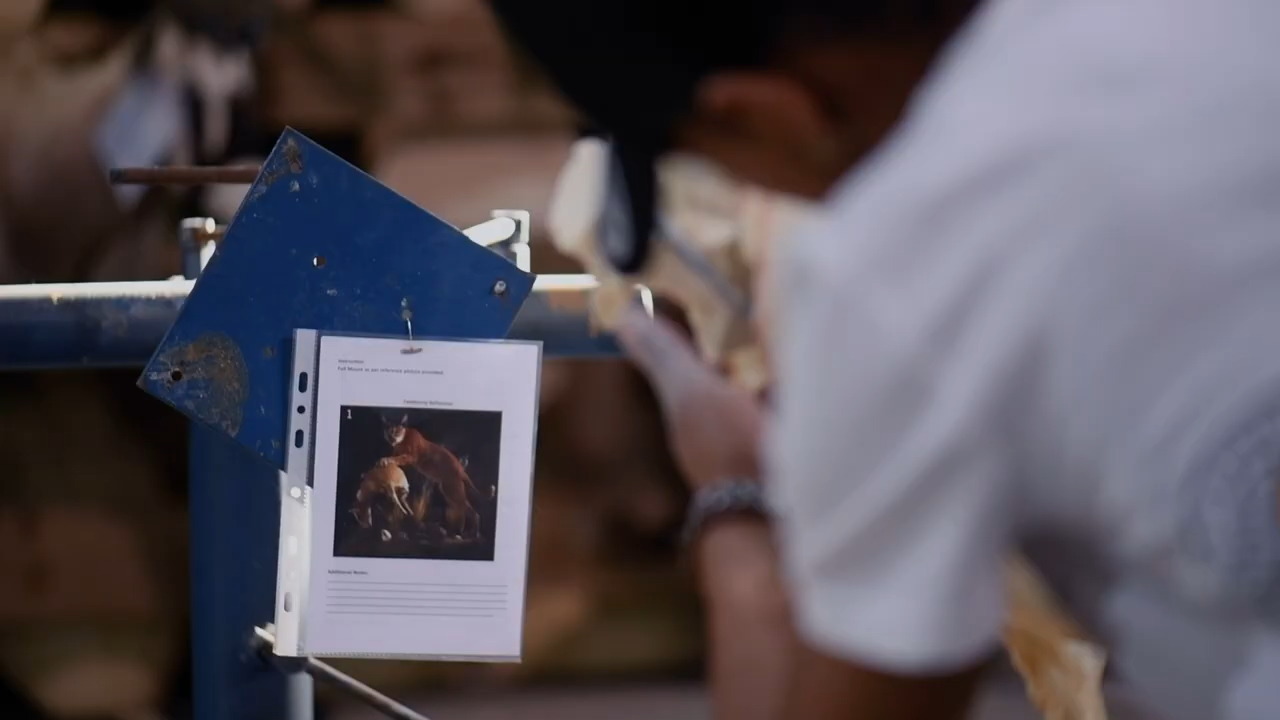 Instruction:
Full Mount as per reference picture provided
Taxidermy Reference:
1
Additional Notes: